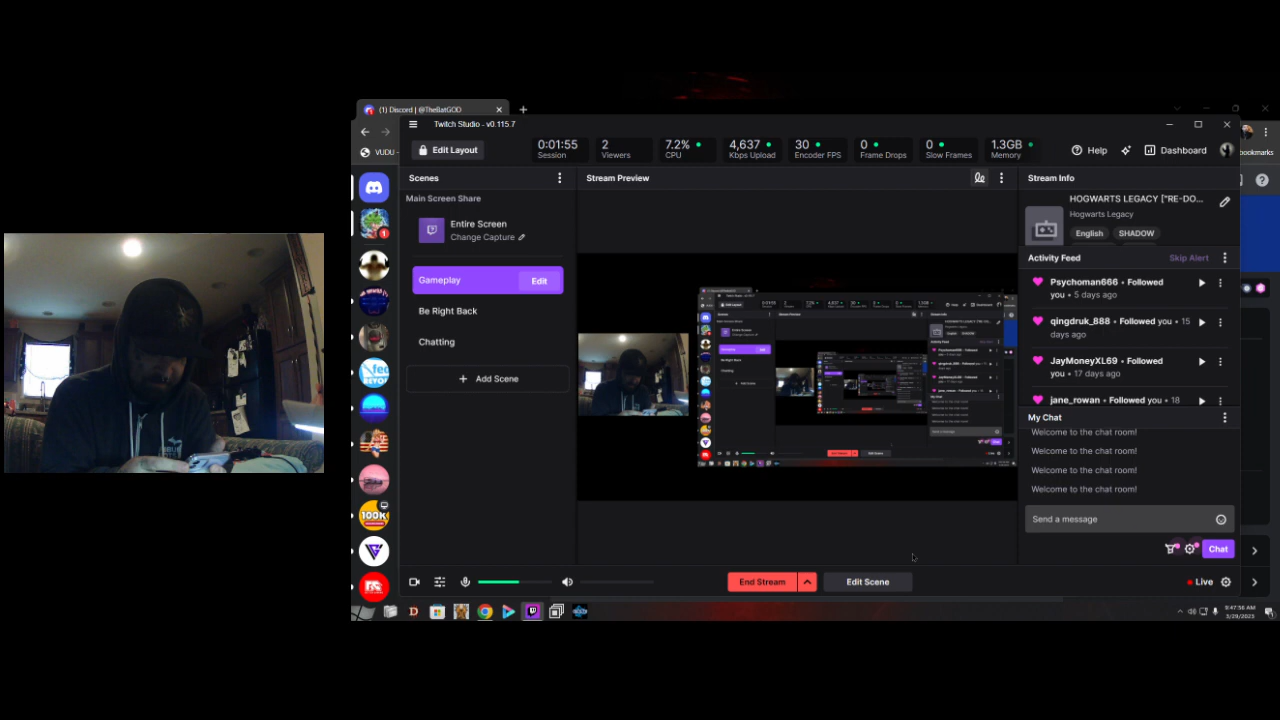 (1) Discord | @TheBatGOD
VUDU
ookmarks
Twitch Studio - v0.115.7
Edit Layout
0:01:55
Session
2
Viewers
7.2%
CPU
4,637
Kbps Upload
30
Encoder FPS
0
Frame Drops
0
Slow Frames
1.3GB
Memory
Help
Dashboard
Scenes
Main Screen Share
Entire Screen
Change Capture
Gameplay
Edit
Be Right Back
Chatting
Add Scene
Stream Preview
Stream Info
HOGWARTS LEGACY ["RE-DO...
Hogwarts Legacy
English
SHADOW
Activity Feed
Skip Alert
Psychoman666 • Followed
you • 5 days ago
qingdruk_888 • Followed you • 15
days ago
JayMoneyXL69 • Followed
you • 17 days ago
jane_rowan • Followed you • 18
My Chat
Welcome to the chat room!
Welcome to the chat room!
Welcome to the chat room!
Welcome to the chat room!
Send a message
Chat
End Stream
Edit Scene
Live
100K
9:47:56 AM
3/29/2023